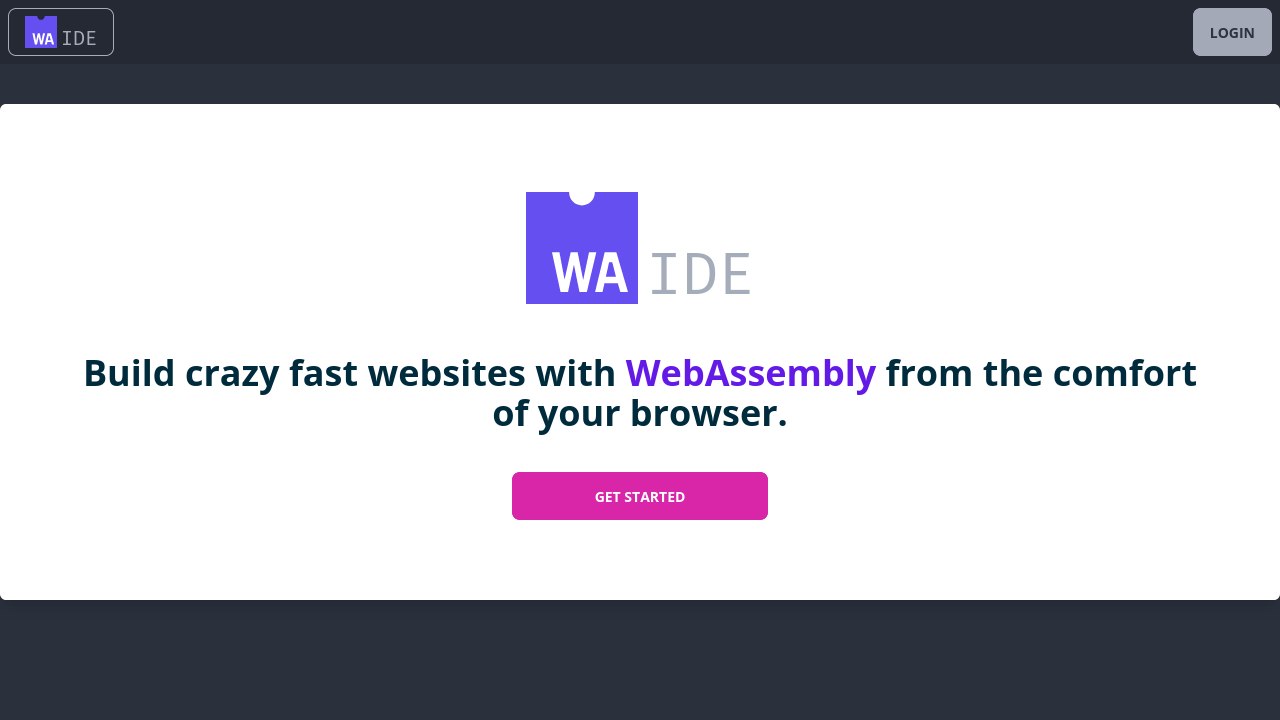 WA IDE
LOGIN
WA IDE
Build crazy fast websites with WebAssembly from the comfort
of your browser.
GET STARTED